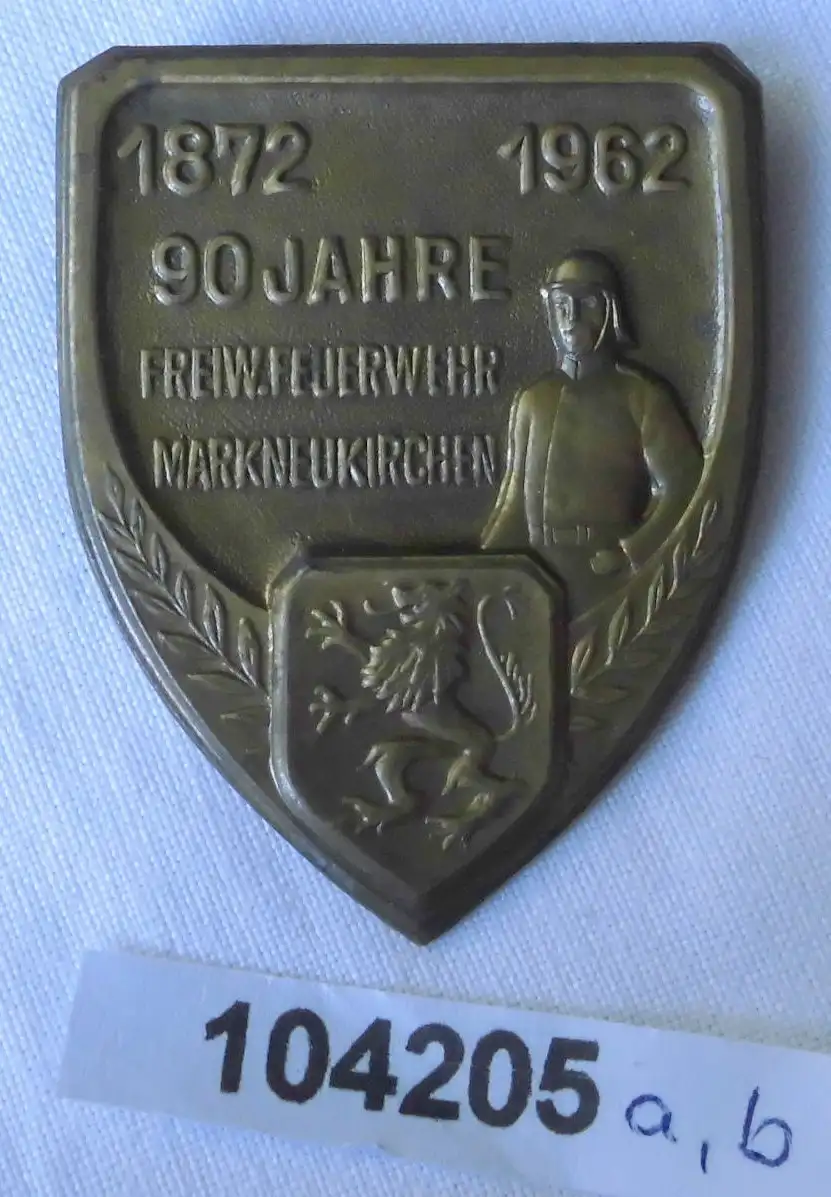 1872 1962
90 JAHRE
FREIW. FEUERWEHR
MARKNEUKIRCHEN
104205 a, b